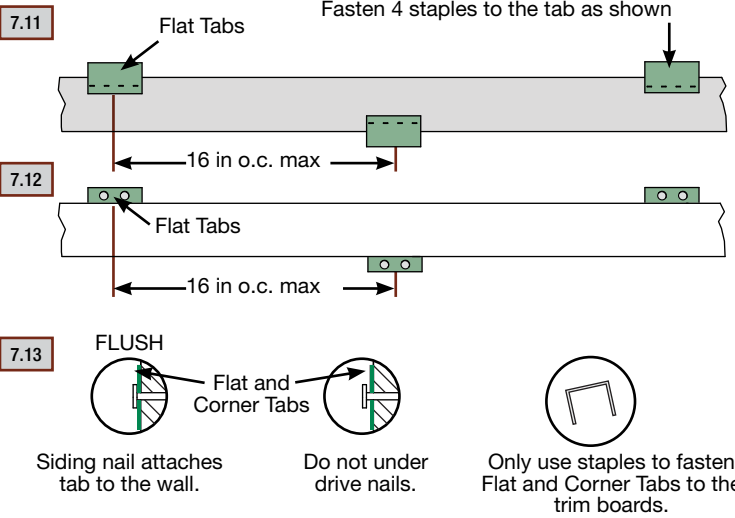 7.11
Fasten 4 staples to the tab as shown
Flat Tabs
16 in o.c. max
7.12
Flat Tabs
16 in o.c. max
7.13
FLUSH
Flat and
Corner Tabs
Siding nail attaches
tab to the wall.
Do not under
drive nails.
Only use staples to fasten
Flat and Corner Tabs to the
trim boards.